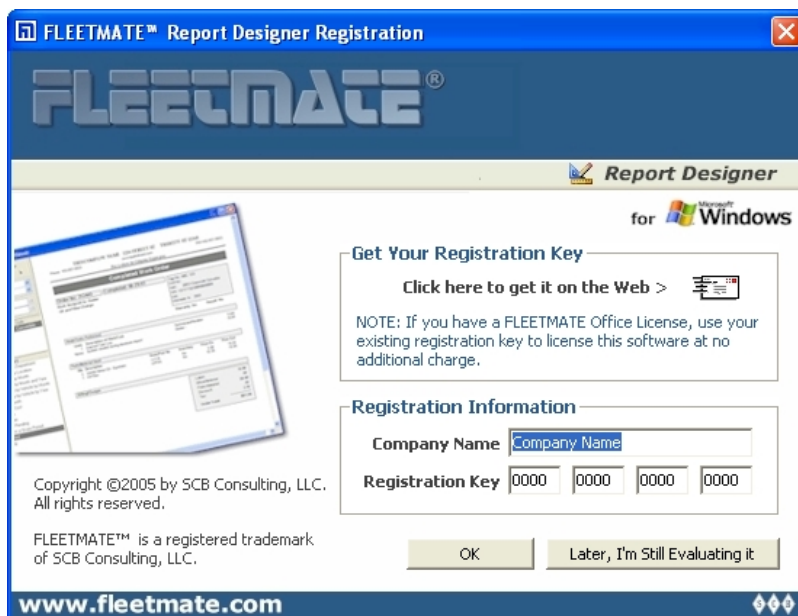 FLEETMATE™ Report Designer Registration
FLEETMATE®
Report Designer
for Microsoft Windows
Get Your Registration Key
Click here to get it on the Web >
NOTE: If you have a FLEETMATE Office License, use your
existing registration key to license this software at no
additional charge.
Registration Information
Company Name Company Name
Registration Key 0000 0000 0000 0000
Copyright ©2005 by SCB Consulting, LLC.
All rights reserved.
FLEETMATE™ is a registered trademark
of SCB Consulting, LLC.
OK Later, I'm Still Evaluating it
www.fleetmate.com SCB